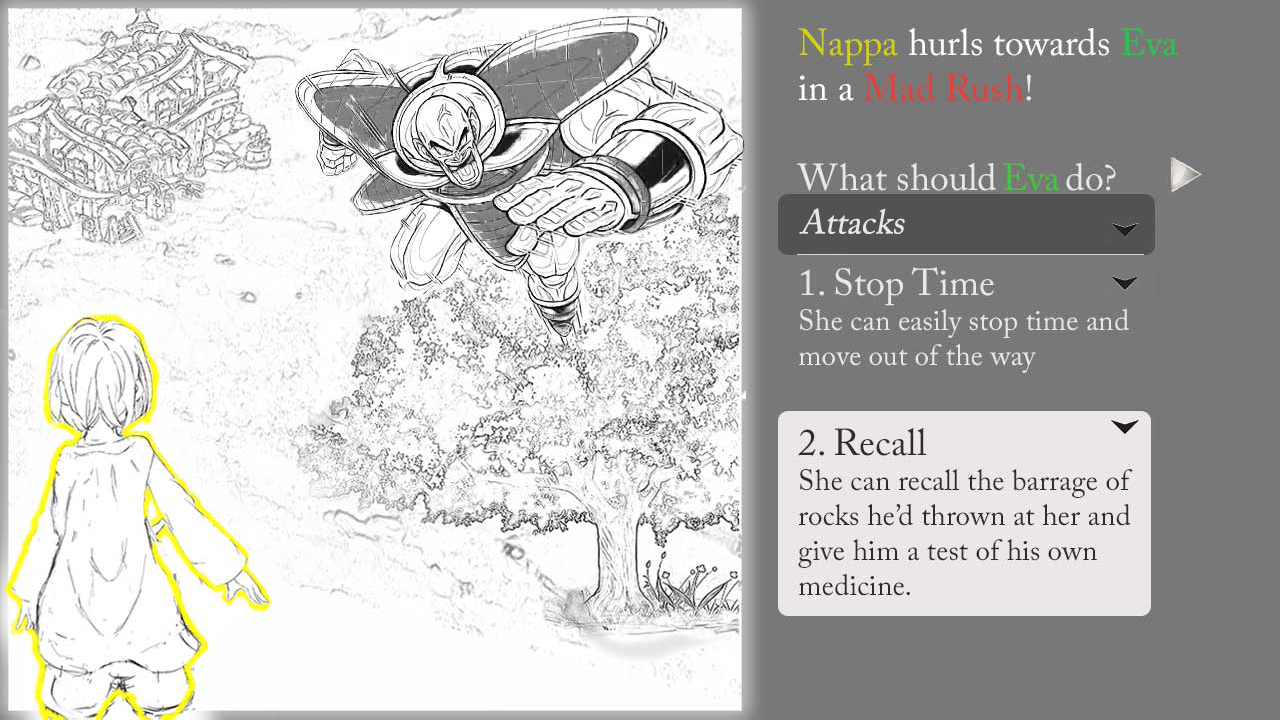 Nappa hurls towards Eva
in a Mad Rush!
What should Eva do?
Attacks
1. Stop Time
She can easily stop time and
move out of the way
2. Recall
She can recall the barrage of
rocks he’d thrown at her and
give him a test of his own
medicine.